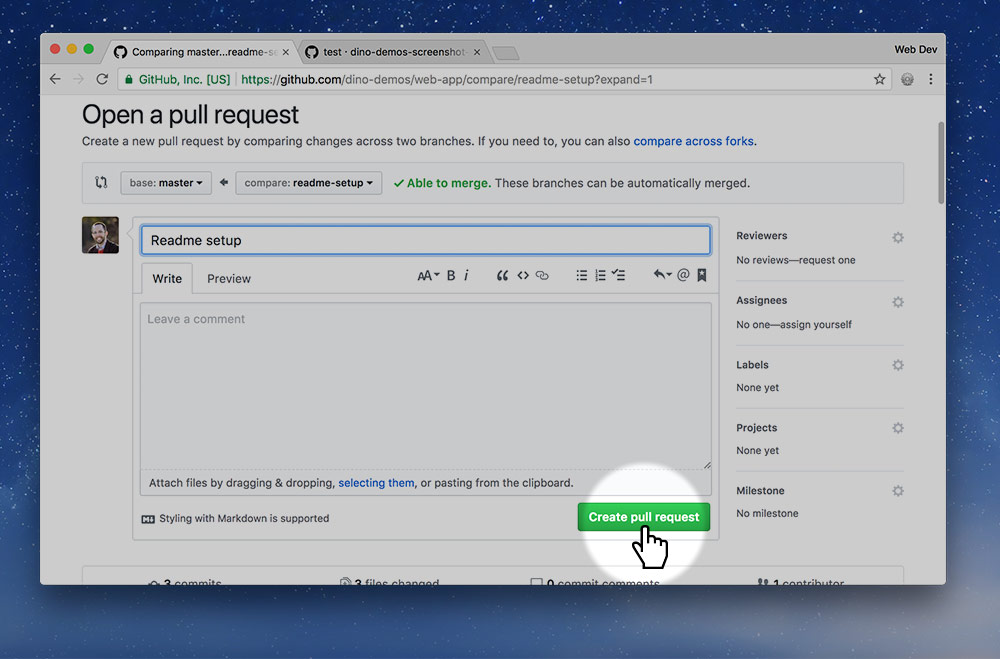 Comparing master...readme-se
test · dino-demos-screenshot-
Web Dev
GitHub, Inc. [US]
https://github.com/dino-demos/web-app/compare/readme-setup?expand=1
Open a pull request
Create a new pull request by comparing changes across two branches. If you need to, you can also compare across forks.
base: master
compare: readme-setup
Able to merge. These branches can be automatically merged.
Readme setup
Write
Preview
AA B i
Leave a comment
Attach files by dragging & dropping, selecting them, or pasting from the clipboard.
Styling with Markdown is supported
Create pull request
Reviewers
No reviews—request one
Assignees
No one—assign yourself
Labels
None yet
Projects
None yet
Milestone
No milestone
3 commits
3 files changed
0 commit comments
1 contributor